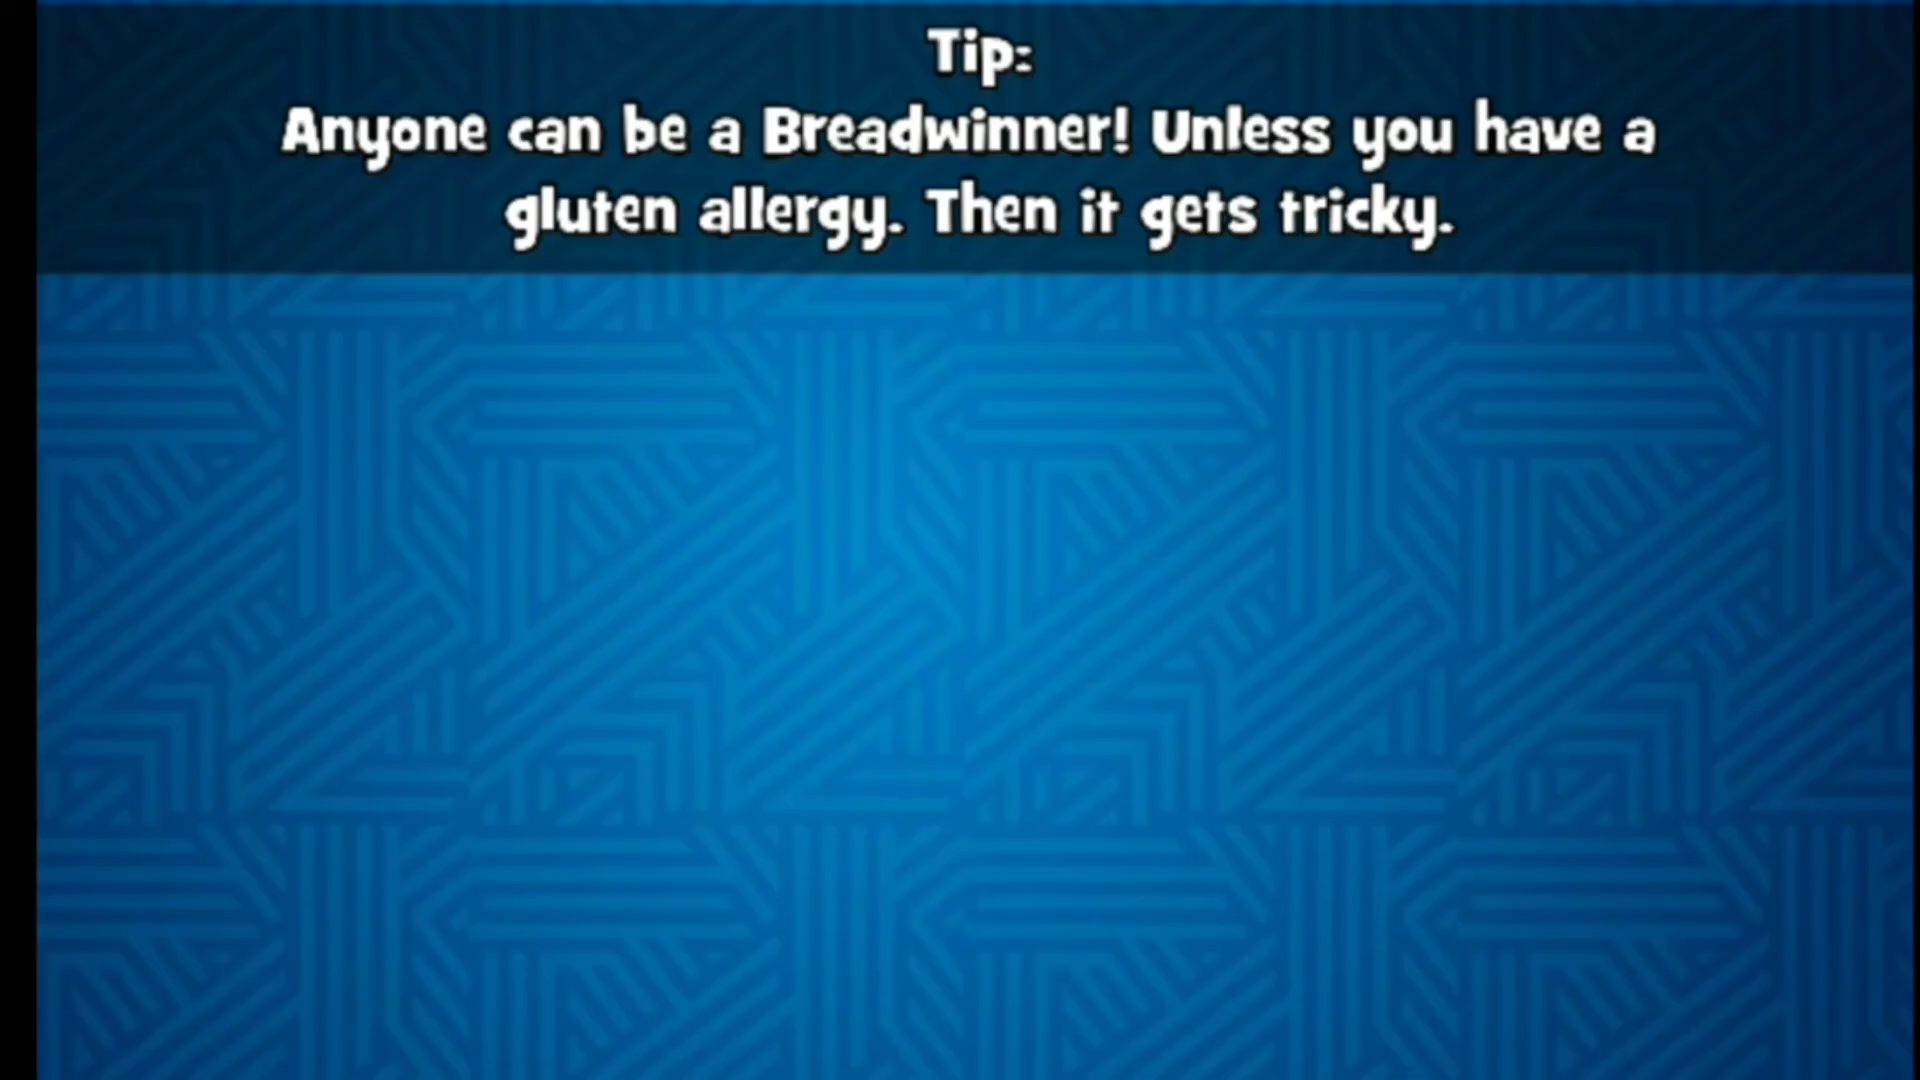 Tip:
Anyone can be a Breadwinner! Unless you have a
gluten allergy. Then it gets tricky.